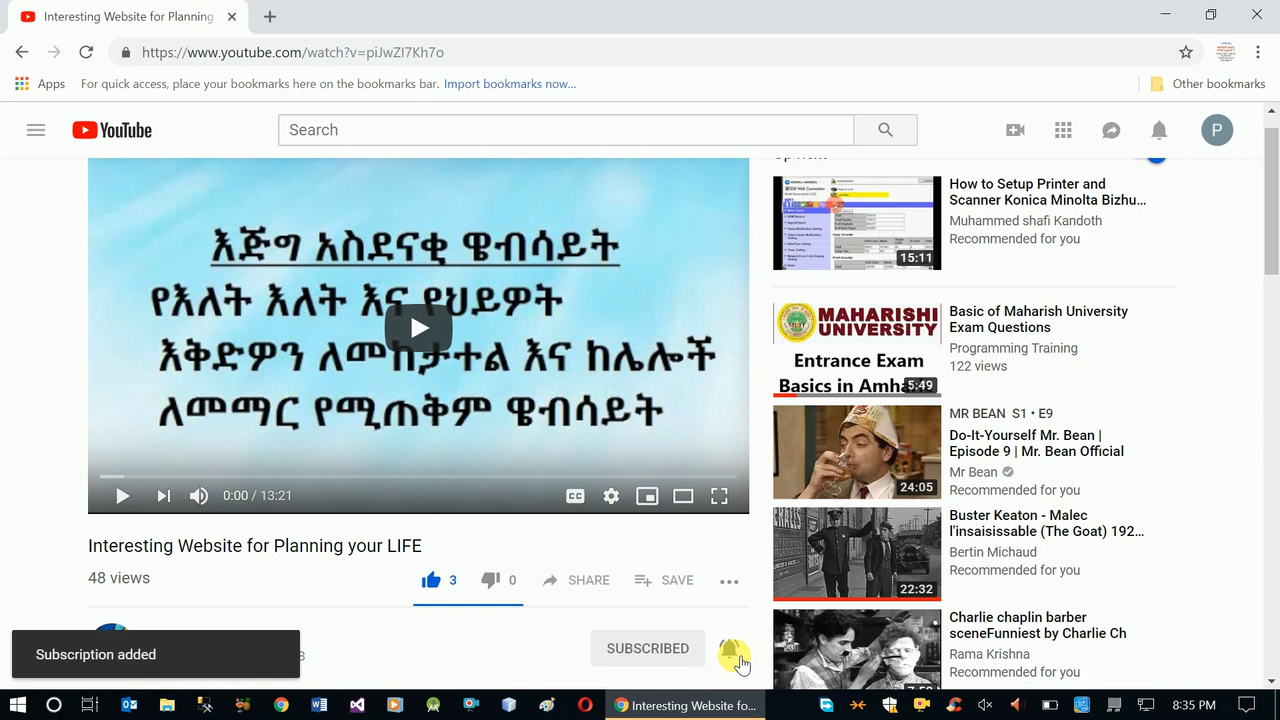 Interesting Website for Planning
https://www.youtube.com/watch?v=piJwZI7Kh7o
Apps For quick access, place your bookmarks here on the bookmarks bar. Import bookmarks now... Other bookmarks
YouTube
Search
P
እጅግ አስደናቂ ዌብሳይት
የእለት እለት እና የህይዎት
እቅድዎን ለመከታተል እና ከሌሎች
ለመማር የሚጠቅም ዌብሳይት
0:00 / 13:21
Interesting Website for Planning your LIFE
48 views
3 0 SHARE SAVE
SUBSCRIBED
Subscription added
15:11
How to Setup Printer and
Scanner Konica Minolta Bizhu...
Muhammed shafi Kandoth
Recommended for you
MAHARISHI
UNIVERSITY
Entrance Exam
Basics in Amha
5:49
Basic of Maharish University
Exam Questions
Programming Training
122 views
24:05
MR BEAN S1 • E9
Do-It-Yourself Mr. Bean |
Episode 9 | Mr. Bean Official
Mr Bean
Recommended for you
22:32
Buster Keaton - Malec
l'insaisissable (The Goat) 192...
Bertin Michaud
Recommended for you
Charlie chaplin barber
sceneFunniest by Charlie Ch
Rama Krishna
Recommended for you
Interesting Website fo...
8:35 PM